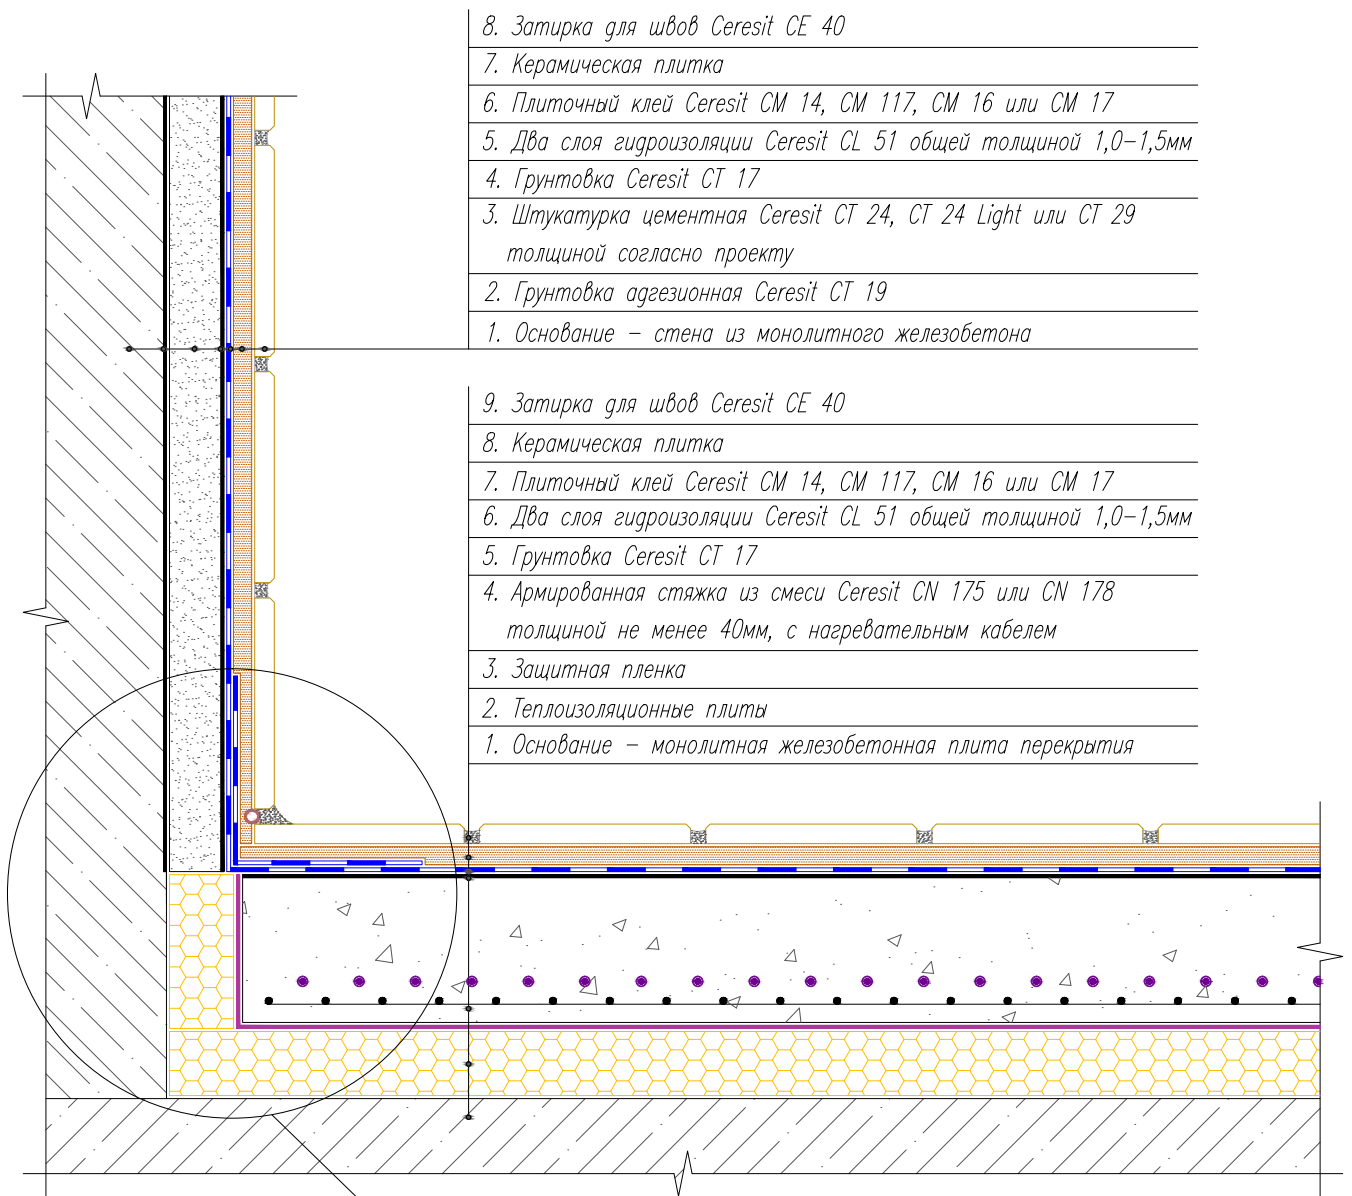 8. Затирка для швов Ceresit CE 40
7. Керамическая плитка
6. Плиточный клей Ceresit CM 14, CM 117, CM 16 или CM 17
5. Два слоя гидроизоляции Ceresit CL 51 общей толщиной 1,0–1,5мм
4. Грунтовка Ceresit CT 17
3. Штукатурка цементная Ceresit CT 24, CT 24 Light или CT 29
толщиной согласно проекту
2. Грунтовка адгезионная Ceresit CT 19
1. Основание – стена из монолитного железобетона
9. Затирка для швов Ceresit CE 40
8. Керамическая плитка
7. Плиточный клей Ceresit CM 14, CM 117, CM 16 или CM 17
6. Два слоя гидроизоляции Ceresit CL 51 общей толщиной 1,0–1,5мм
5. Грунтовка Ceresit CT 17
4. Армированная стяжка из смеси Ceresit CN 175 или CN 178
толщиной не менее 40мм, с нагревательным кабелем
3. Защитная пленка
2. Теплоизоляционные плиты
1. Основание – монолитная железобетонная плита перекрытия